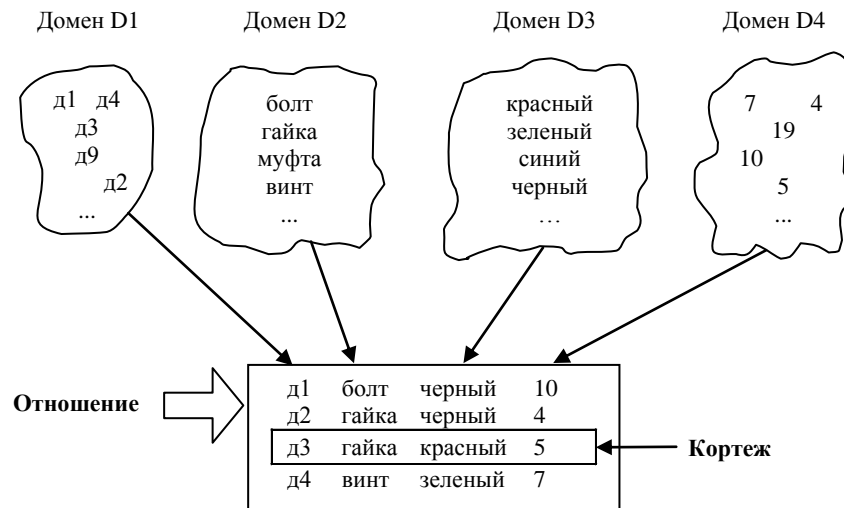 Домен D1 Домен D2 Домен D3 Домен D4
д1 д4
д3
д9
д2
...
болт
гайка
муфта
винт
...
красный
зеленый
синий
черный
...
7 4
19
10
5
...
Отношение
д1 болт черный 10
д2 гайка черный 4
д3 гайка красный 5
д4 винт зеленый 7
Кортеж